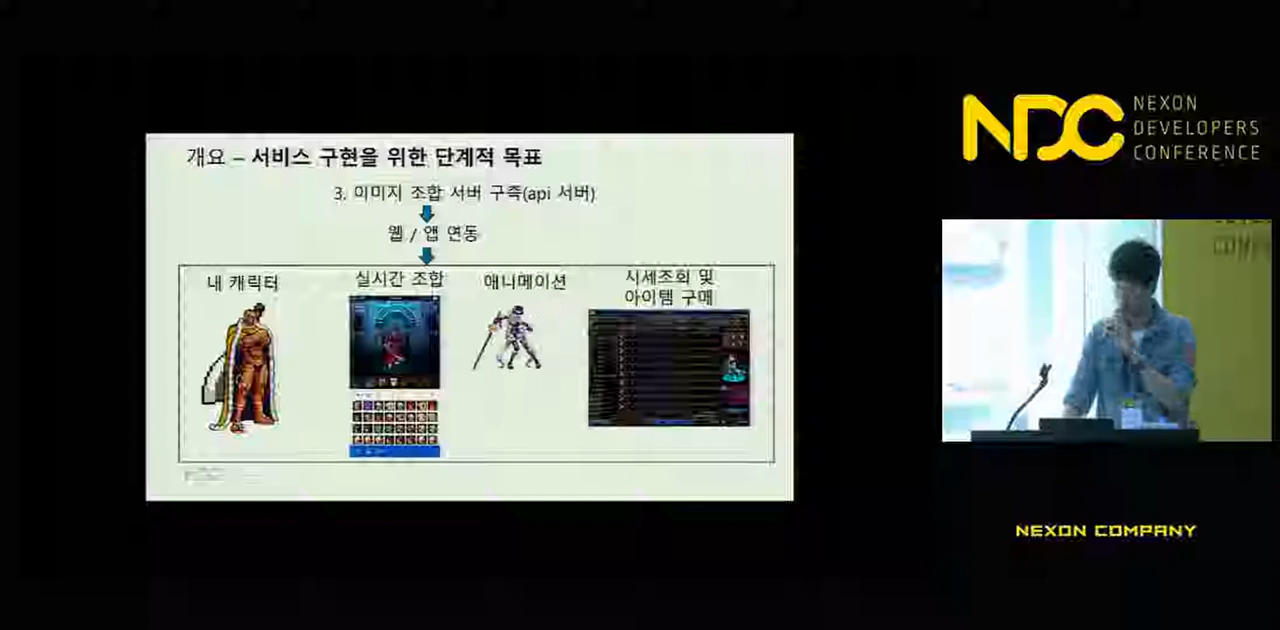 개요 – 서비스 구현을 위한 단계적 목표
3. 이미지 조합 서버 구축(api 서버)
웹 / 앱 연동
내 캐릭터
실시간 조합
애니메이션
시세조회 및
아이템 구매
NDC
NEXON
DEVELOPERS
CONFERENCE
NEXON COMPANY